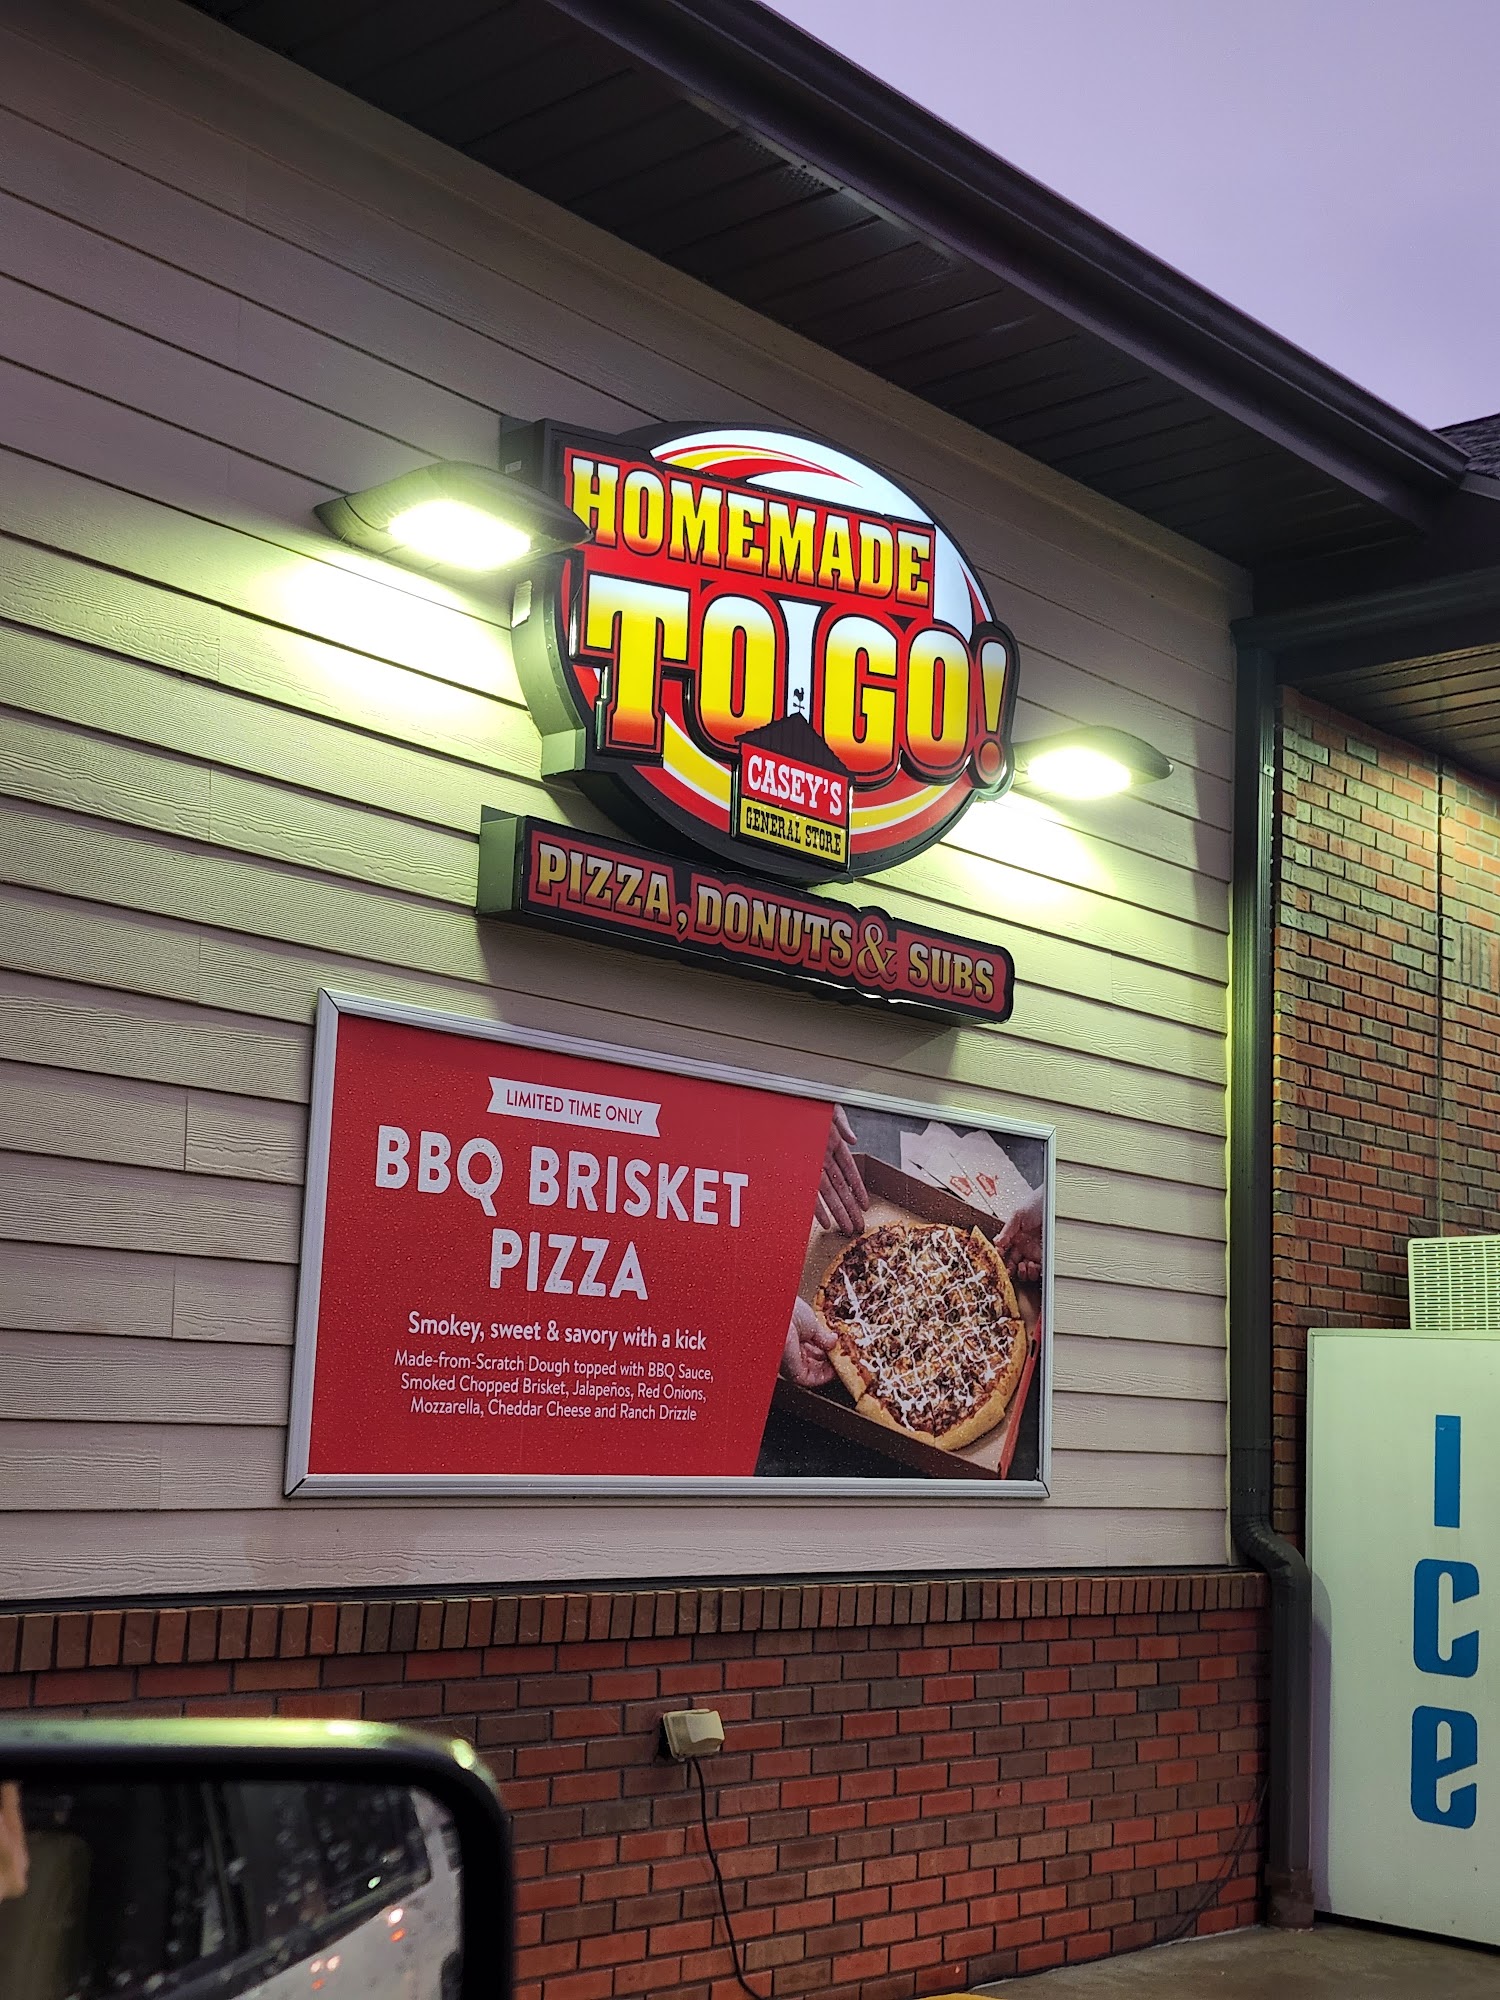 HOMEMADE
TO GO!
CASEY'S
GENERAL STORE
PIZZA, DONUTS & SUBS
LIMITED TIME ONLY
BBQ BRISKET
PIZZA
Smokey, sweet & savory with a kick
Made-from-Scratch Dough topped with BBQ Sauce,
Smoked Chopped Brisket, Jalapeños, Red Onions,
Mozzarella, Cheddar Cheese and Ranch Drizzle
Ice